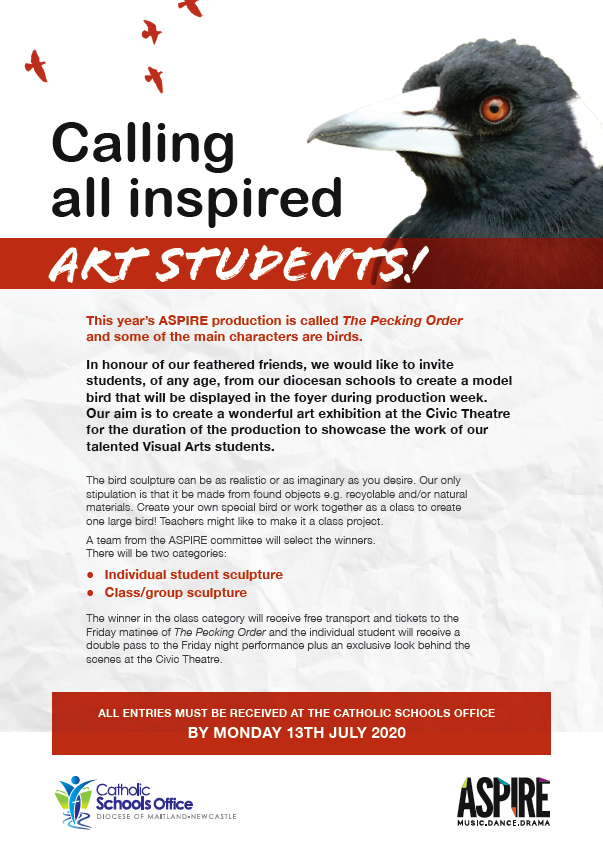 Calling
all inspired
ART STUDENTS!
This year's ASPIRE production is called The Pecking Order
and some of the main characters are birds.
In honour of our feathered friends, we would like to invite
students, of any age, from our diocesan schools to create a model
bird that will be displayed in the foyer during production week.
Our aim is to create a wonderful art exhibition at the Civic Theatre
for the duration of the production to showcase the work of our
talented Visual Arts students.
The bird sculpture can be as realistic or as imaginary as you desire. Our only
stipulation is that it be made from found objects e.g. recyclable and/or natural
materials. Create your own special bird or work together as a class to create
one large bird! Teachers might like to make it a class project.
A team from the ASPIRE committee will select the winners.
There will be two categories:
● Individual student sculpture
● Class/group sculpture
The winner in the class category will receive free transport and tickets to the
Friday matinee of The Pecking Order and the individual student will receive a
double pass to the Friday night performance plus an exclusive look behind the
scenes at the Civic Theatre.
ALL ENTRIES MUST BE RECEIVED AT THE CATHOLIC SCHOOLS OFFICE
BY MONDAY 13TH JULY 2020
Catholic
Schools Office
DIOCESE OF MAITLAND•NEWCASTLE
ASPIRE
MUSIC.DANCE.DRAMA